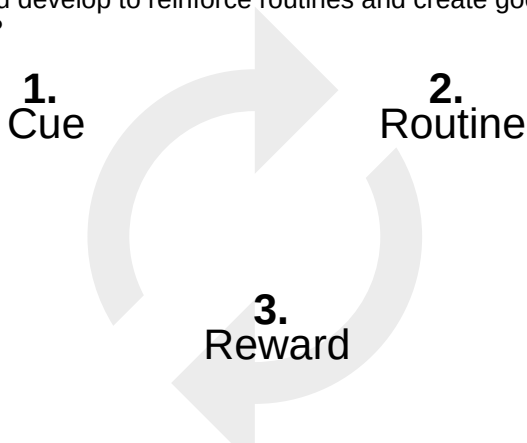 develop to reinforce routines and create
1.
Cue
2.
Routine
3.
Reward